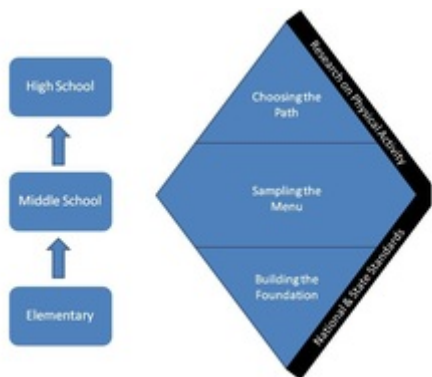 High School
Middle School
Elementary
Choosing the
Path
Sampling the
Menu
Building the
Foundation
Research on Physical Activity
National & State Standards